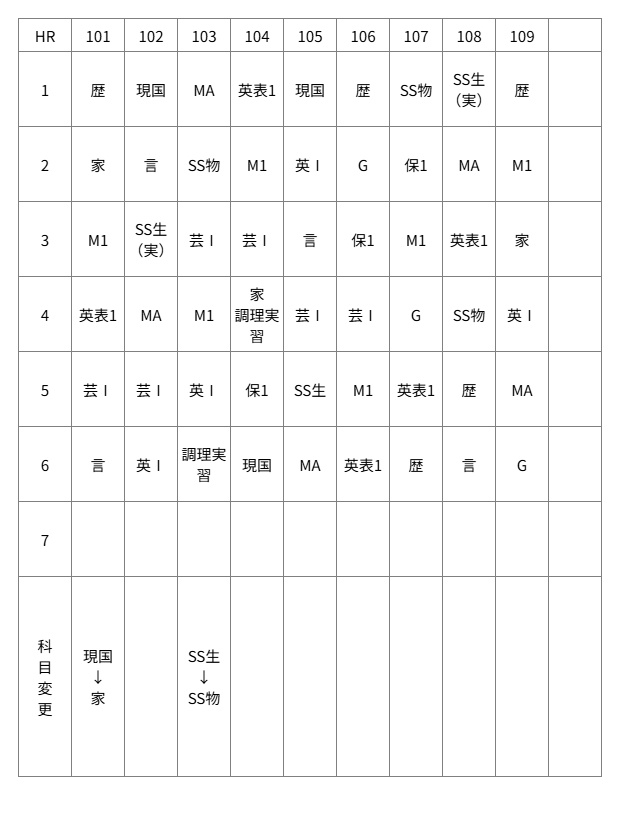 HR 101 102 103 104 105 106 107 108 109
1 歴 現国 MA 英表1 現国 歴 SS物 SS生（実） 歴
2 家 言 SS物 M1 英Ⅰ G 保1 MA M1
3 M1 SS生（実） 芸Ⅰ 芸Ⅰ 言 保1 M1 英表1 家
4 英表1 MA M1 家調理実習 芸Ⅰ 芸Ⅰ G SS物 英Ⅰ
5 芸Ⅰ 芸Ⅰ 英Ⅰ 保1 SS生 M1 英表1 歴 MA
6 言 英Ⅰ 調理実習 現国 MA 英表1 歴 言 G
7
科目変更 現国↓家 SS生↓SS物